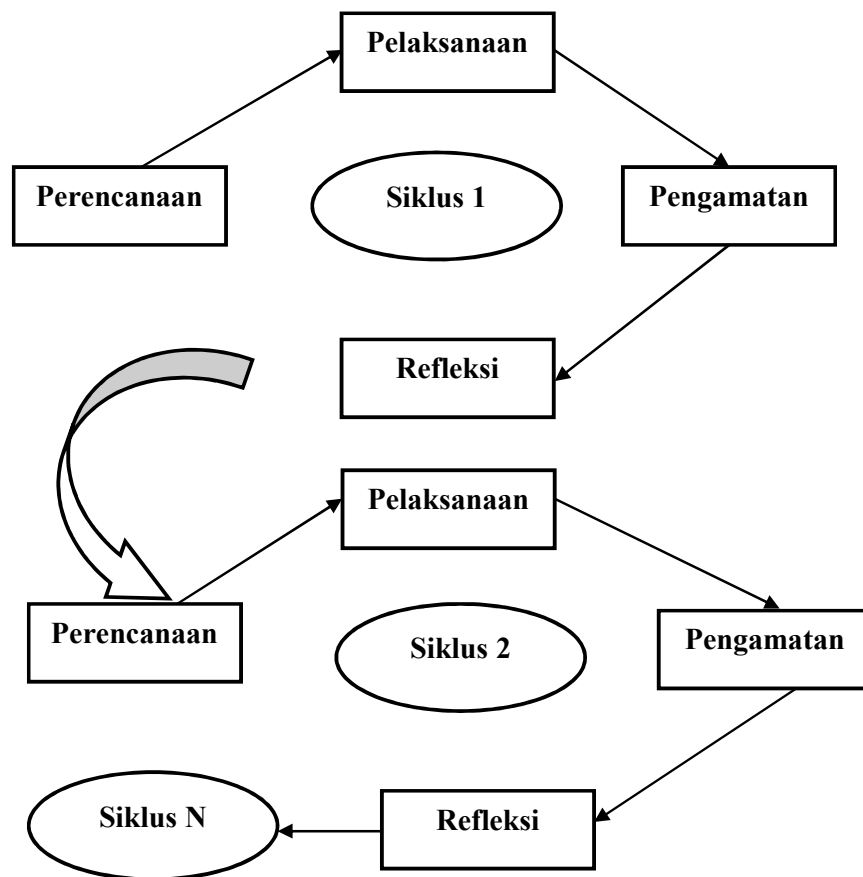 Pelaksanaan
Perencanaan
Siklus 1
Pengamatan
Refleksi
Pelaksanaan
Perencanaan
Siklus 2
Pengamatan
Siklus N
Refleksi